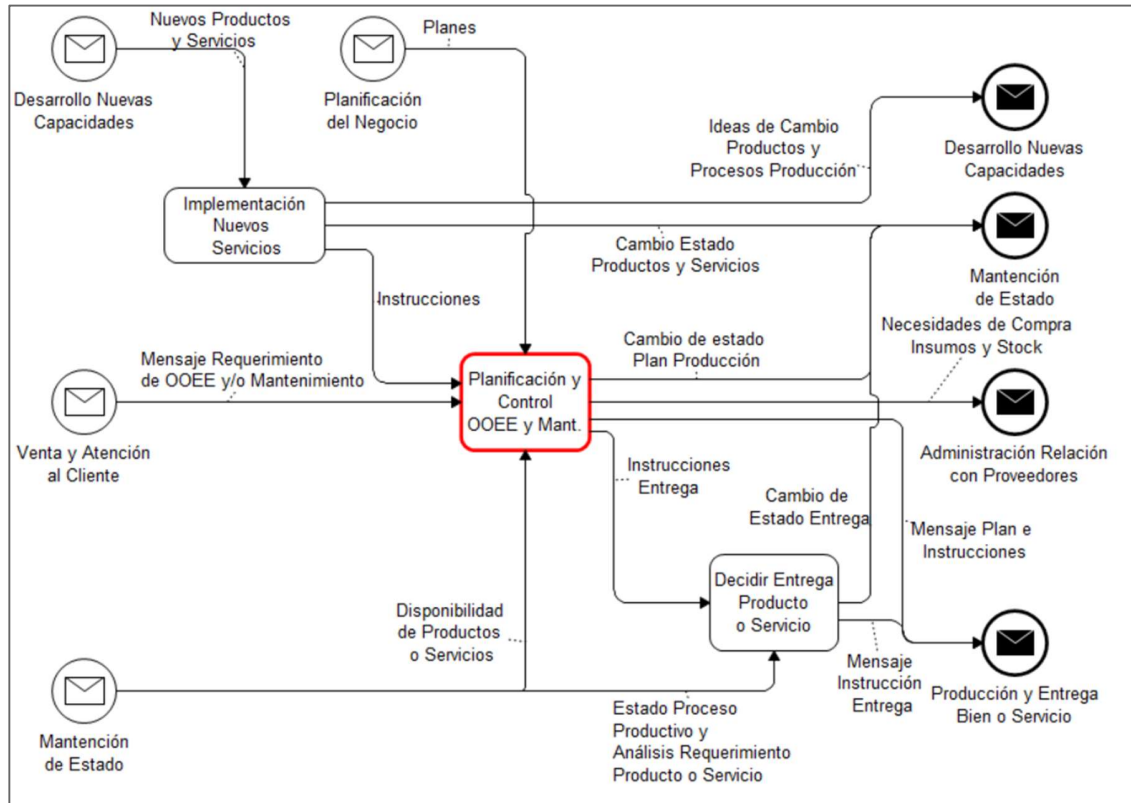 Nuevos Productos
y Servicios
Planes
Desarrollo Nuevas
Capacidades
Planificación
del Negocio
Ideas de Cambio
Productos y
Procesos Producción
Desarrollo Nuevas
Capacidades
Implementación
Nuevos
Servicios
Cambio Estado
Productos y Servicios
Mantención
de Estado
Instrucciones
Mensaje Requerimiento
de OOEE y/o Mantenimiento
Cambio de estado
Plan Producción
Necesidades de Compra
Insumos y Stock
Planificación y
Control
OOEE y Mant.
Venta y Atención
al Cliente
Administración Relación
con Proveedores
Instrucciones
Entrega
Cambio de
Estado Entrega
Mensaje Plan e
Instrucciones
Decidir Entrega
Producto
o Servicio
Disponibilidad
de Productos
o Servicios
Mensaje
Instrucción
Entrega
Producción y Entrega
Bien o Servicio
Mantención
de Estado
Estado Proceso
Productivo y
Análisis Requerimiento
Producto o Servicio